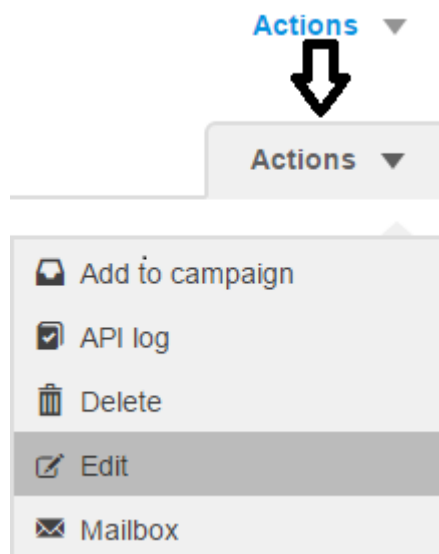 Actions
Actions
Add to campaign
API log
Delete
Edit
Mailbox